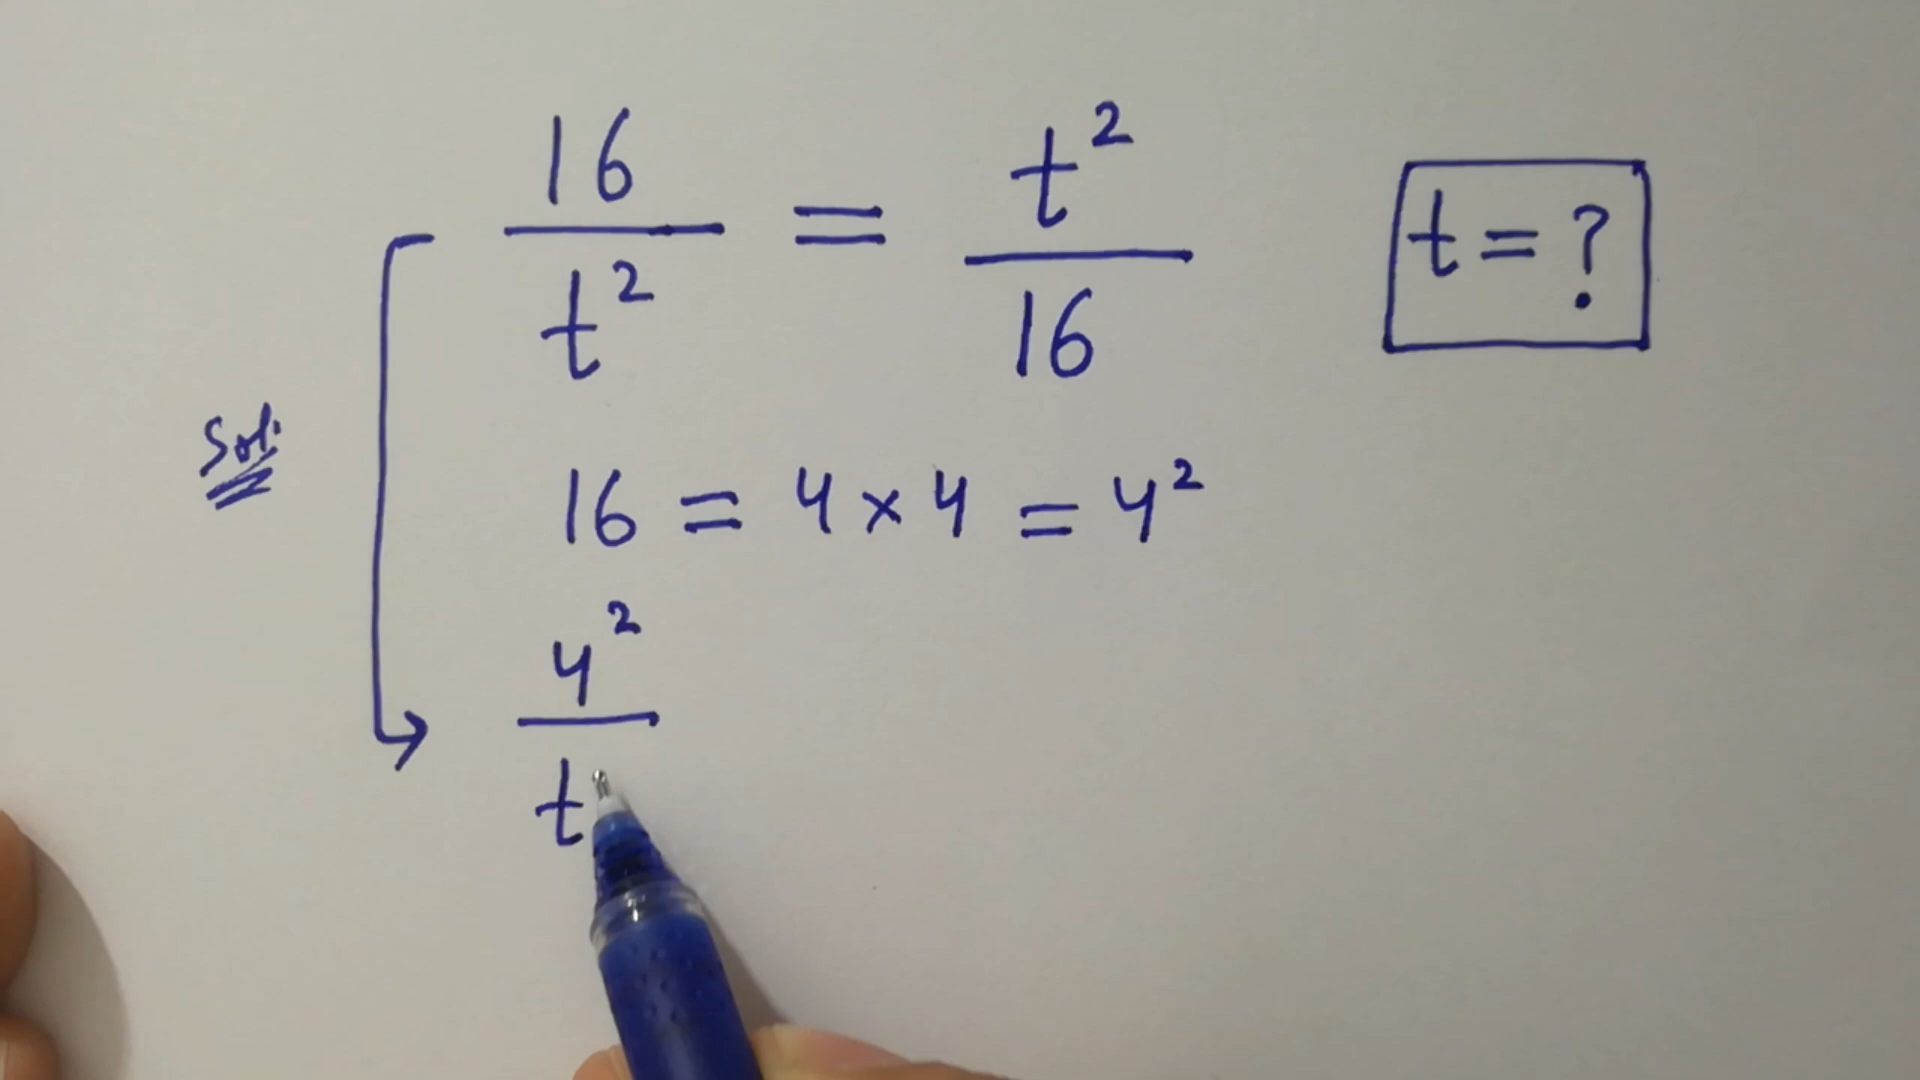 16/t² = t²/16
t = ?
Sol:
16 = 4 × 4 = 4²
4²/t